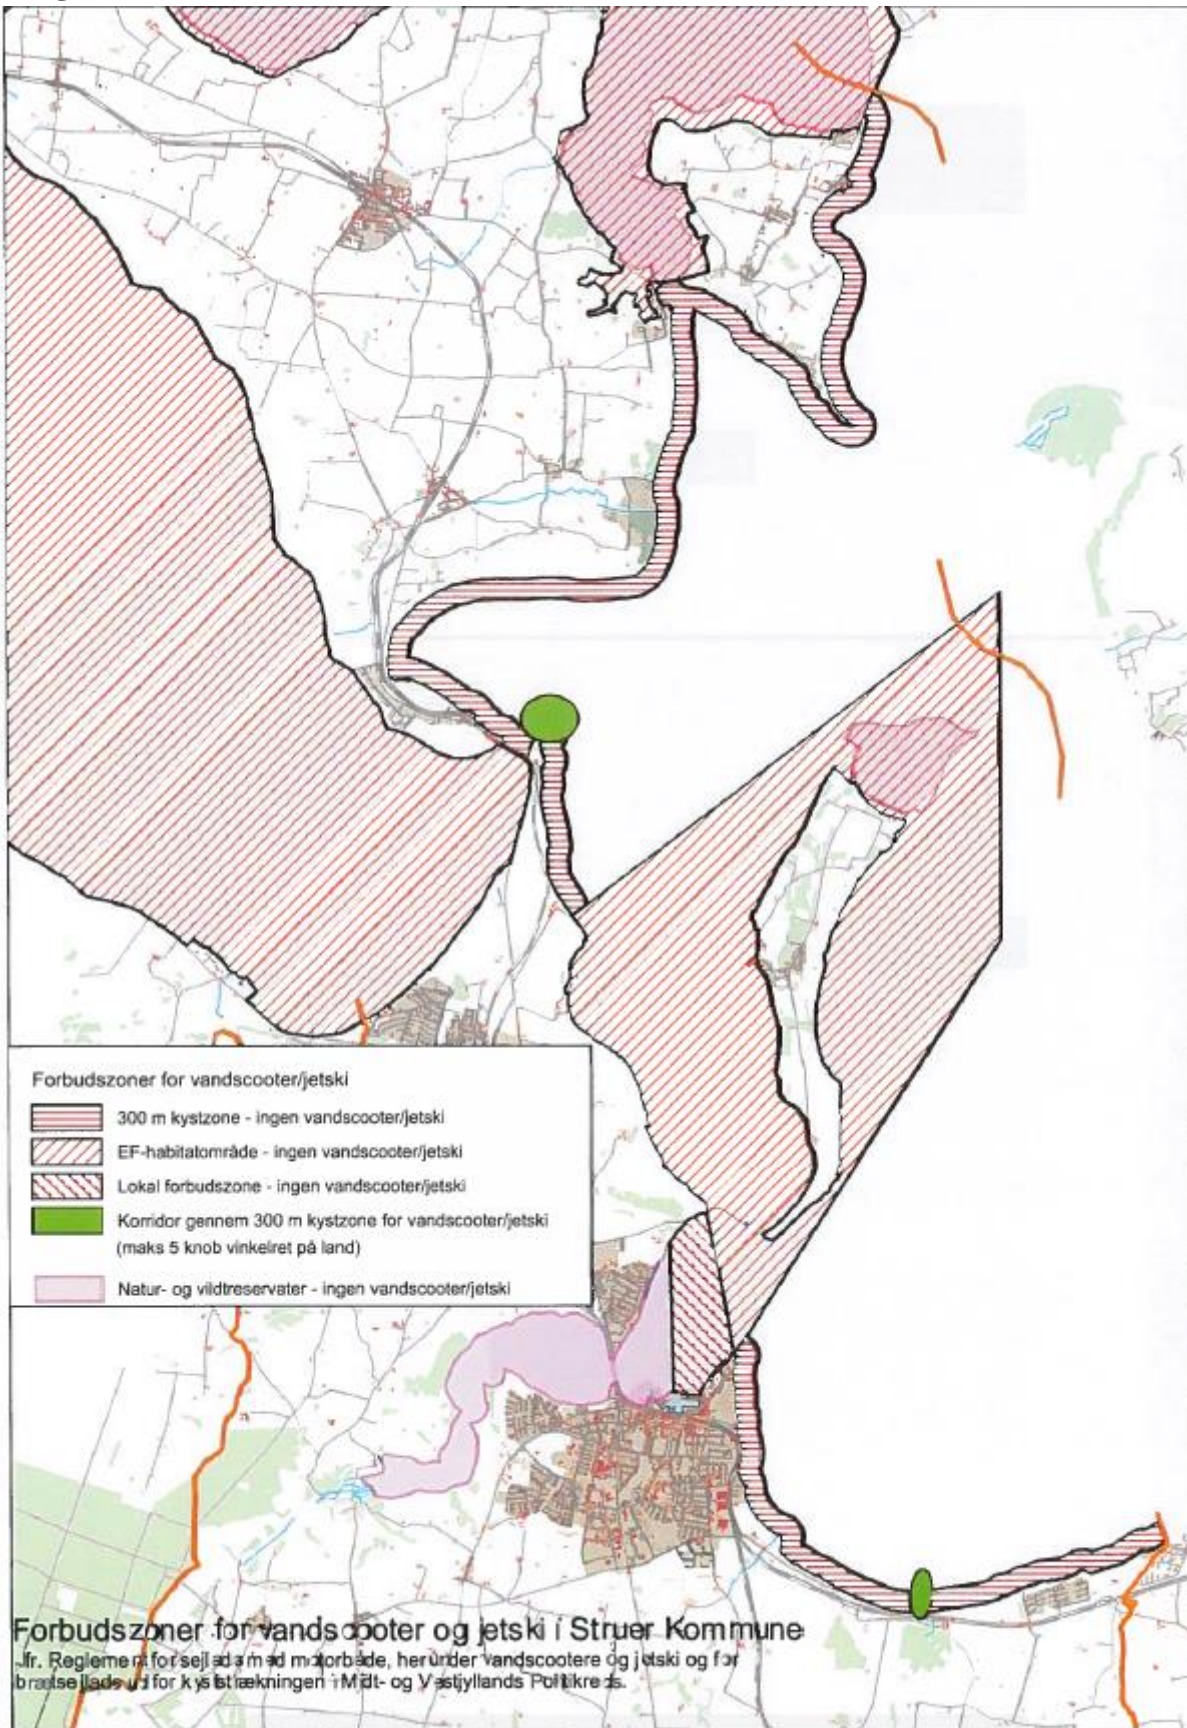 Forbudszoner for vandscooter/jetski
300 m kystzone - ingen vandscooter/jetski
EF-habitatområde - ingen vandscooter/jetski
Lokal forbudszone - ingen vandscooter/jetski
Korridor gennem 300 m kystzone for vandscooter/jetski
(maks 5 knob vinkelret på land)
Natur- og vildtreservater - ingen vandscooter/jetski
Forbudszoner for vandscooter og jetski i Struer Kommune
Jfr. Reglement for sejlads med motorbåde, herunder vandscootere og jetski og for
brætsejlads ud for kyststrækningen i Midt- og Vestjyllands Politikreds.